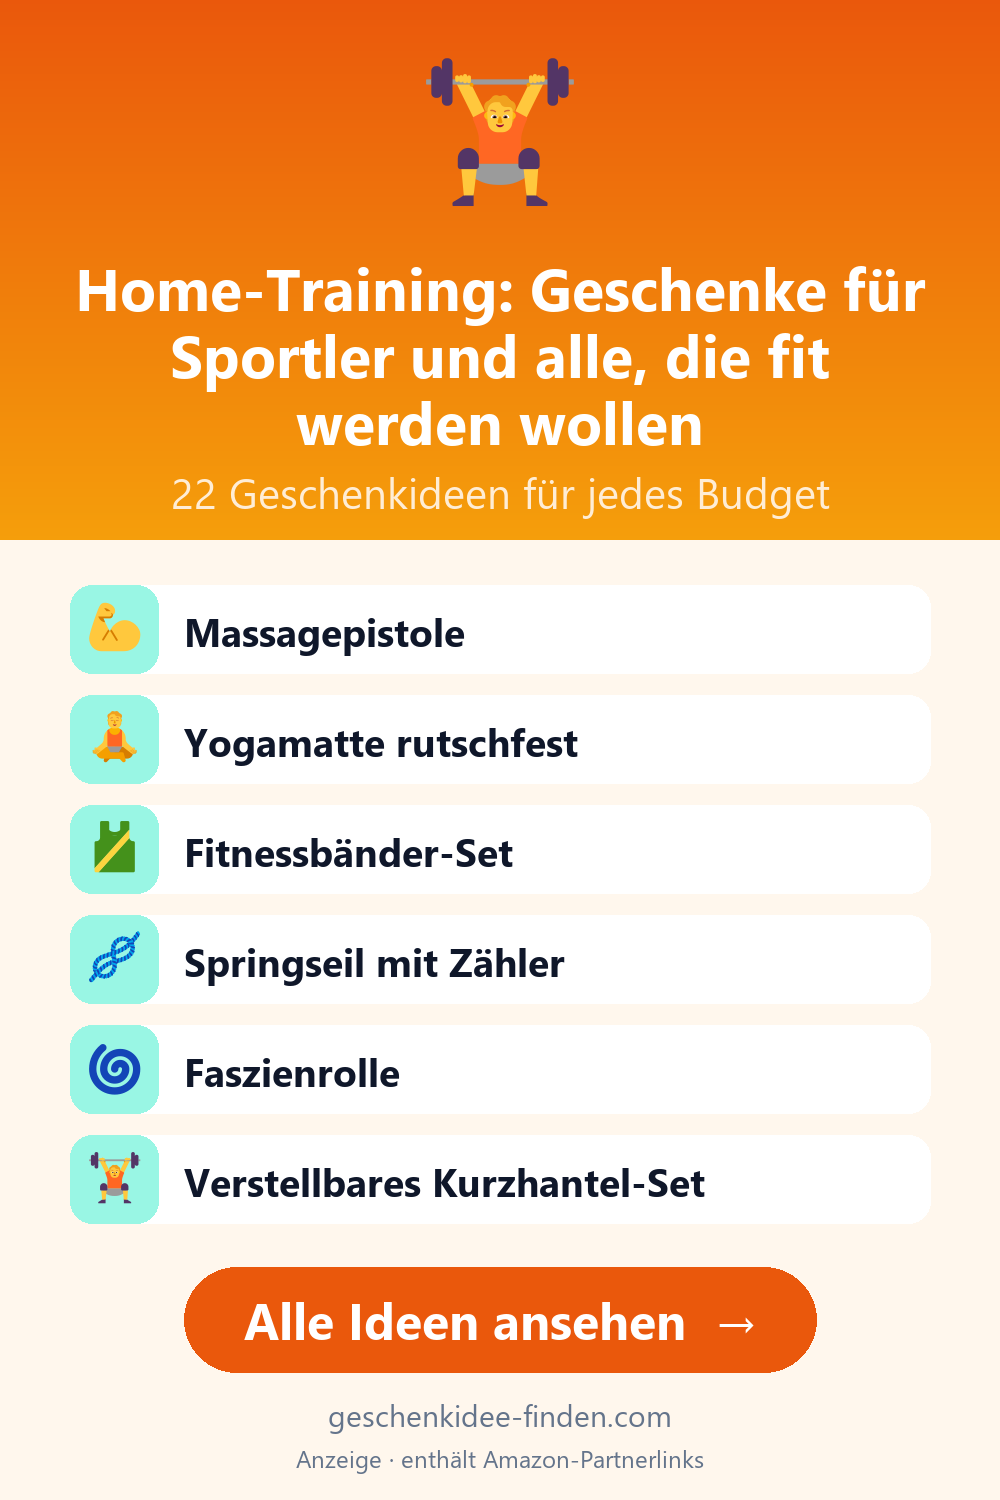 Home-Training: Geschenke für
Sportler und alle, die fit
werden wollen
22 Geschenkideen für jedes Budget
Massagepistole
Yogamatte rutschfest
Fitnessbänder-Set
Springseil mit Zähler
Faszienrolle
Verstellbares Kurzhantel-Set
Alle Ideen ansehen →
geschenkidee-finden.com
Anzeige · enthält Amazon-Partnerlinks